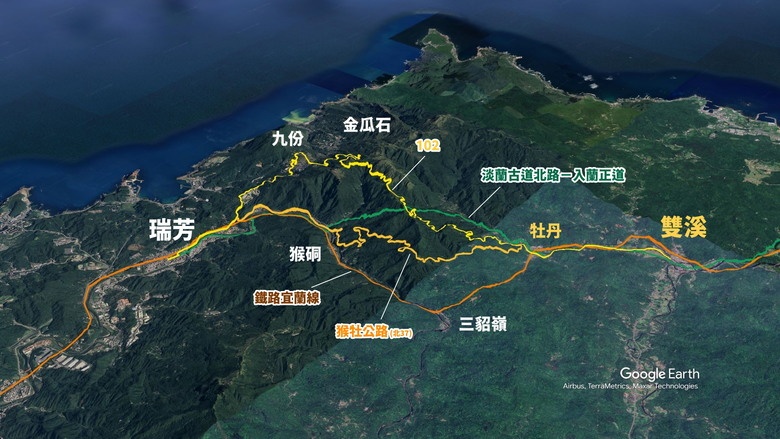 金瓜石
九份
102
淡蘭古道北路－入蘭正道
瑞芳
牡丹
雙溪
猴硐
鐵路宜蘭線
猴牡公路 (北37)
三貂嶺
Google Earth
Airbus, TerraMetrics, Maxar Technologies